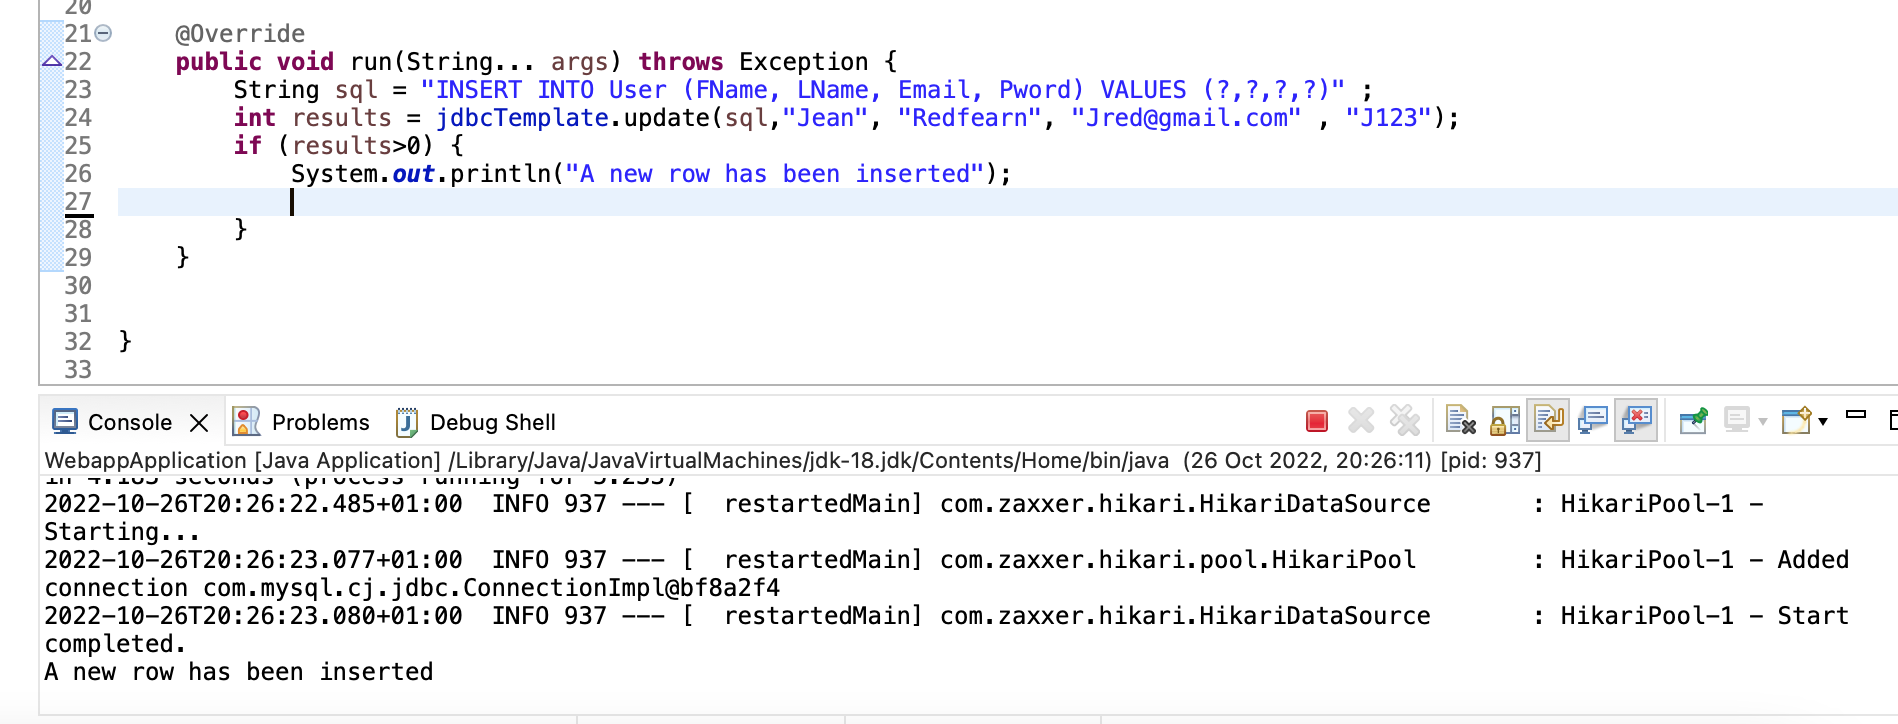 20
21 @Override
22 public void run(String... args) throws Exception {
23 String sql = "INSERT INTO User (FName, LName, Email, Pword) VALUES (?,?,?,?)" ;
24 int results = jdbcTemplate.update(sql,"Jean", "Redfearn", "Jred@gmail.com" , "J123");
25 if (results>0) {
26 System.out.println("A new row has been inserted");
27
28 }
29 }
30
31
32 }
33
Console Problems Debug Shell
WebappApplication [Java Application] /Library/Java/JavaVirtualMachines/jdk-18.jdk/Contents/Home/bin/java (26 Oct 2022, 20:26:11) [pid: 937]
seconds (process running for
2022-10-26T20:26:22.485+01:00 INFO 937 --- [ restartedMain] com.zaxxer.hikari.HikariDataSource : HikariPool-1 -
Starting...
2022-10-26T20:26:23.077+01:00 INFO 937 --- [ restartedMain] com.zaxxer.hikari.pool.HikariPool : HikariPool-1 - Added
connection com.mysql.cj.jdbc.ConnectionImpl@bf8a2f4
2022-10-26T20:26:23.080+01:00 INFO 937 --- [ restartedMain] com.zaxxer.hikari.HikariDataSource : HikariPool-1 - Start
completed.
A new row has been inserted